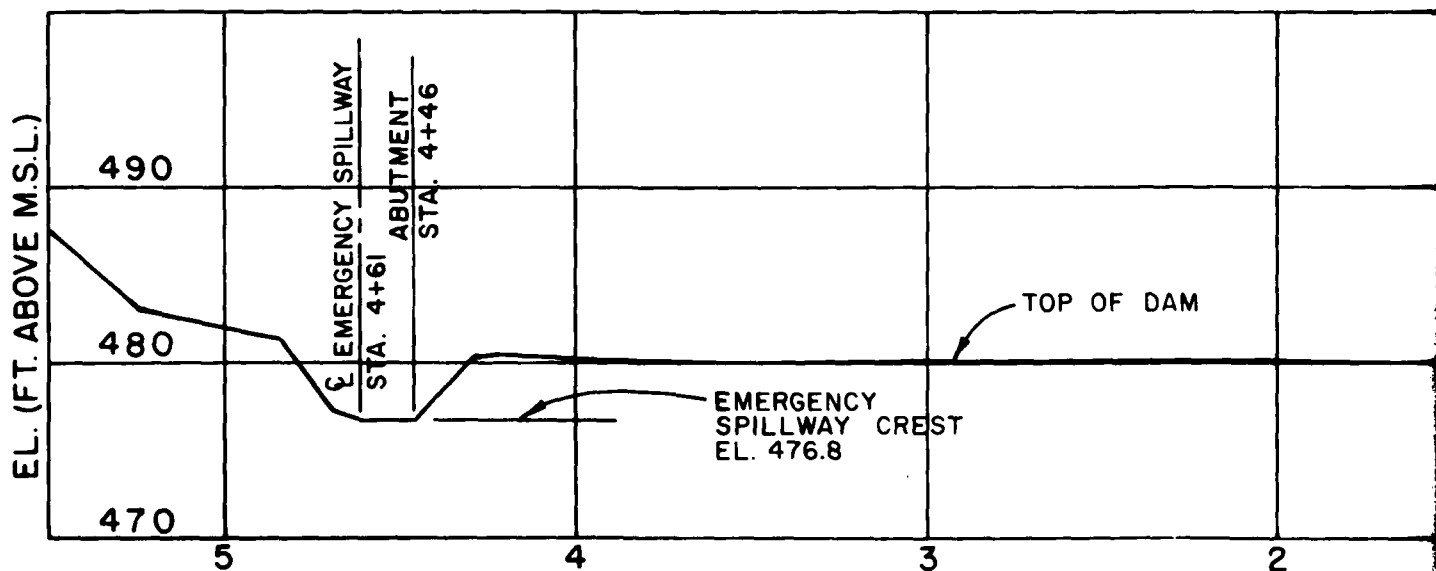 EL. (FT. ABOVE M.S.L.)
490
480
470
℄ EMERGENCY SPILLWAY
STA. 4+61
ABUTMENT
STA. 4+46
TOP OF DAM
EMERGENCY
SPILLWAY CREST
EL. 476.8
5
4
3
2